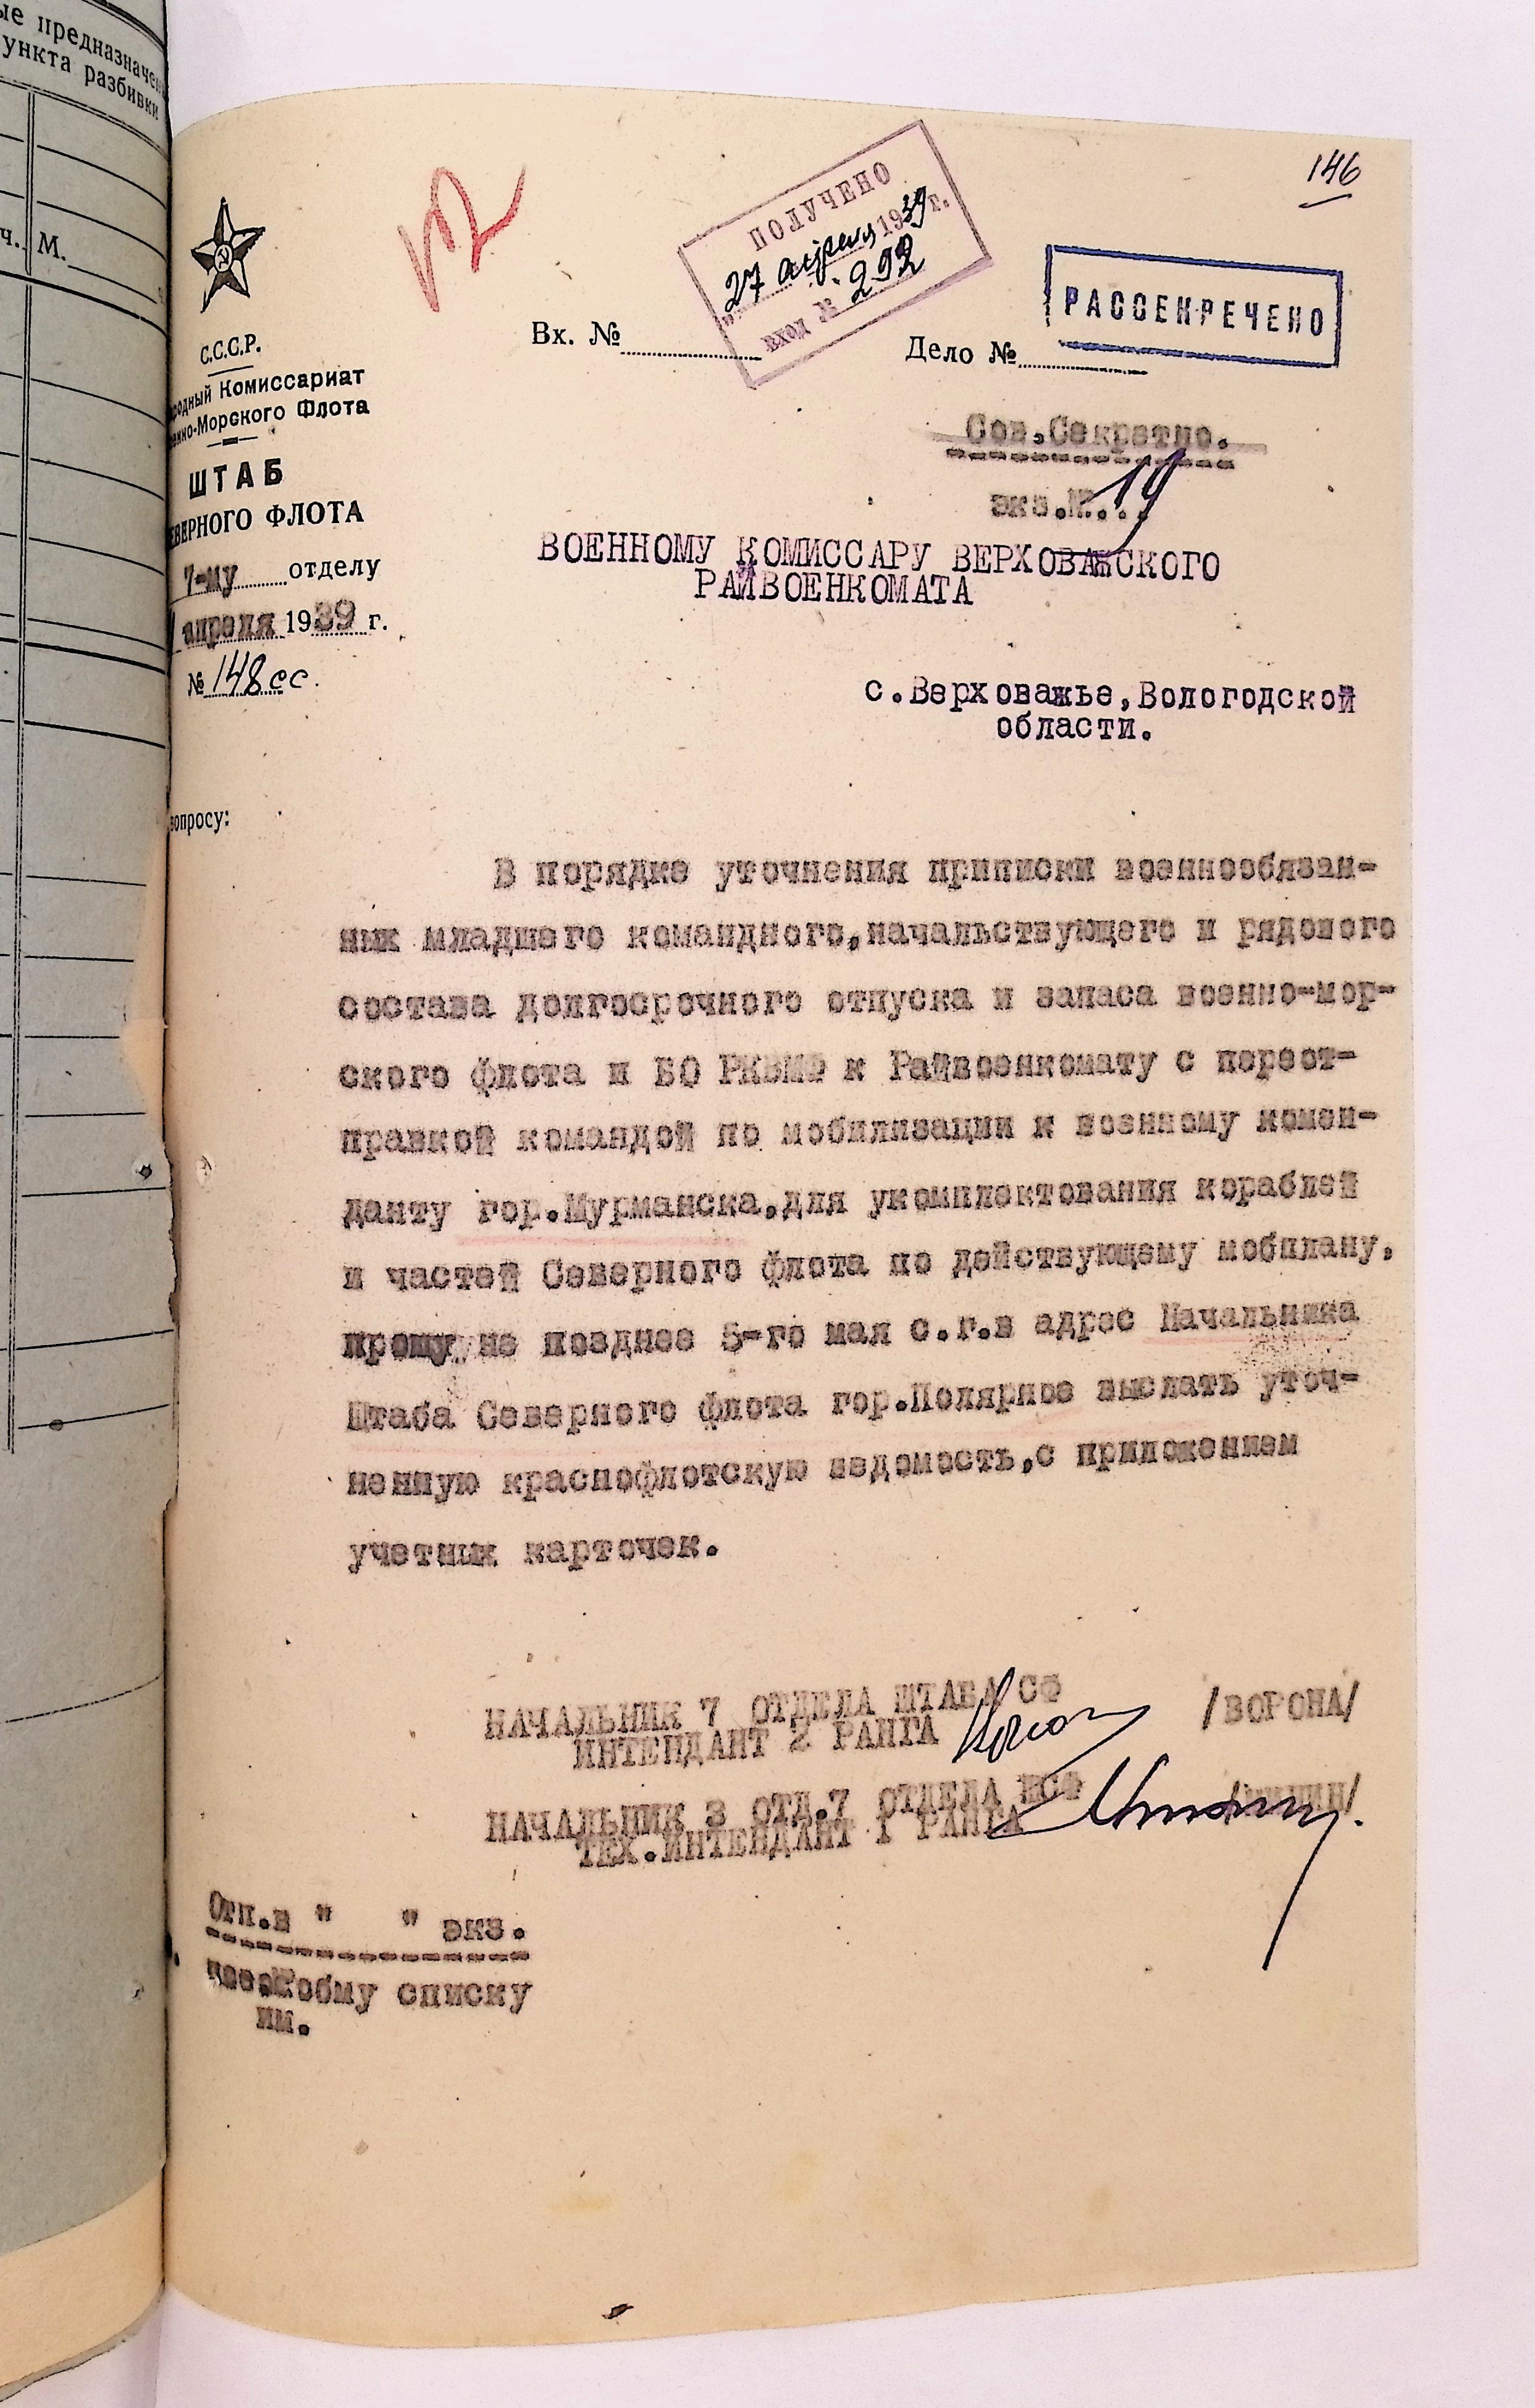 146
ПОЛУЧЕНО
27 апреля 1939 г.
вход № 292
РАССЕКРЕЧЕНО
Вх. №
Дело №
С.С.С.Р.
Комиссариат
Морского Флота
ШТАБ
ФЛОТА
7-му отделу
апреля 1939 г.
№ 148сс.
вопросу:
Сов.Секретно.
экз.№... 19
ВОЕННОМУ КОМИССАРУ ВЕРХОВАЖСКОГО
РАЙВОЕНКОМАТА
с.Верховажье,Вологодской
области.
В порядке уточнения приписки военнообязан-
ных младшего командного,начальствующего и рядового
состава долгосрочного отпуска и запаса военно-мор-
ского флота и БО РКВМФ к Райвоенкомату с переот-
правкой командой по мобилизации к военному комен-
данту гор.Мурманска,для укомплектования кораблей
и частей Северного флота по действующему мобплану,
прошу не позднее 5-го мая с.г.в адрес Начальника
Штаба Северного флота гор.Полярное выслать уточ-
ненную краснофлотскую ведомость,с приложением
учетных карточек.
НАЧАЛЬНИК 7 ОТДЕЛА ШТАБА СФ
ИНТЕНДАНТ 2 РАНГА /ВОРОНА/
НАЧАЛЬНИК 3 ОТД.7 ОТДЕЛА ШСФ
ТЕХ.ИНТЕНДАНТ 1 РАНГА
Отп.в " " экз.
списку
им.
ые предназначен
ункта разбивки
ч. М.